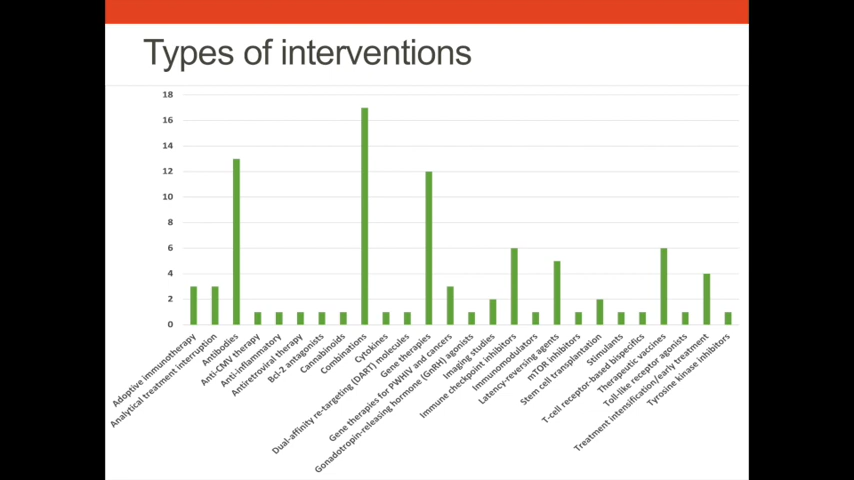 Types of interventions
18
16
14
12
10
8
6
4
2
0
Adoptive immunotherapy
Analytical treatment interruption
Antibodies
Anti-CMV therapy
Anti-inflammatory
Antiretroviral therapy
Bcl-2 antagonists
Cannabinoids
Combinations
Cytokines
Dual-affinity re-targeting (DART) molecules
Gene therapies
Gene therapies for PWHIV and cancers
Gonadotropin-releasing hormone (GnRH) agonists
Imaging studies
Immune checkpoint inhibitors
Immunomodulators
Latency-reversing agents
mTOR inhibitors
Stem cell transplantation
Stimulants
T-cell receptor-based bispecifics
Therapeutic vaccines
Toll-like receptor agonists
Treatment intensification/early treatment
Tyrosine kinase inhibitors